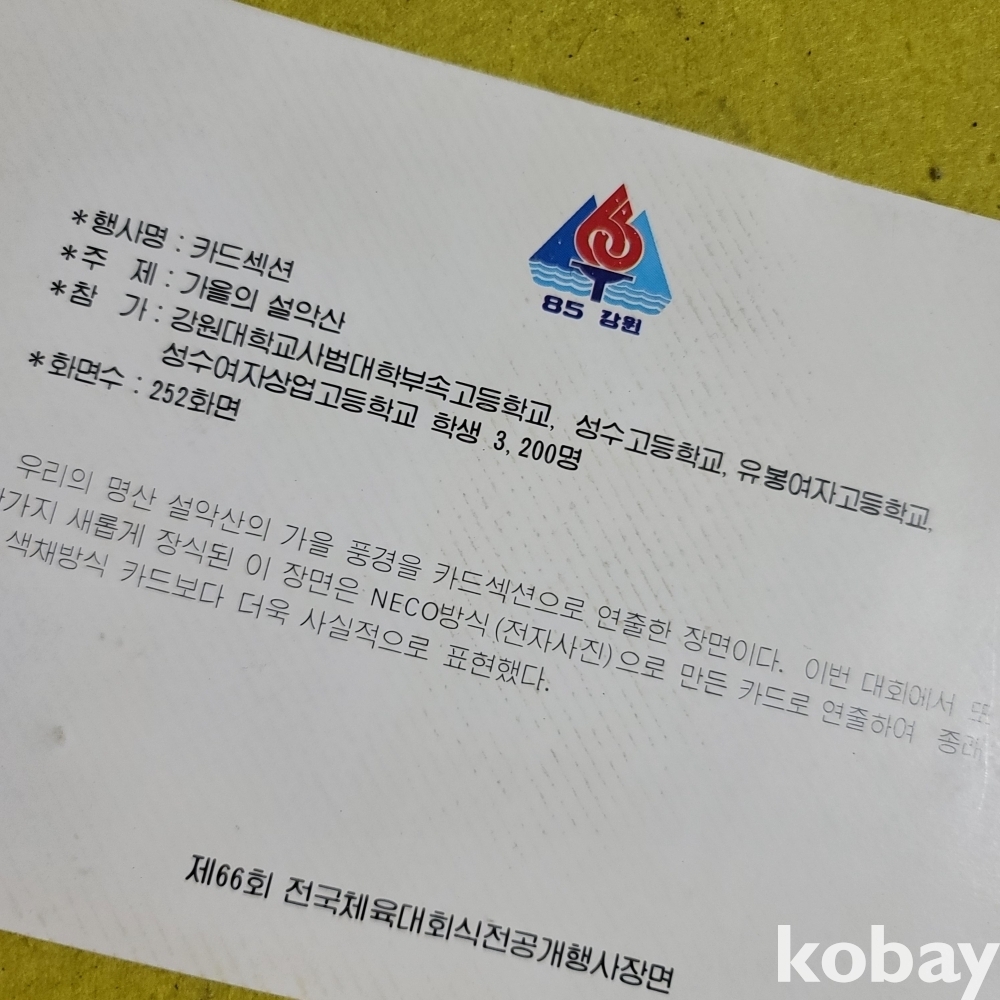 85 강원
*행사명 : 카드섹션
*주 제 : 가을의 설악산
*참 가 : 강원대학교사범대학부속고등학교, 성수고등학교, 유봉여자고등학교,
성수여자상업고등학교 학생 3,200명
*화면수 : 252화면
우리의 명산 설악산의 가을 풍경을 카드섹션으로 연출한 장면이다. 이번 대회에서 또
새롭게 장식된 이 장면은 NECO방식(전자사진)으로 만든 카드로 연출하여 종래
색채방식 카드보다 더욱 사실적으로 표현했다.
제66회 전국체육대회식전공개행사장면
kobay